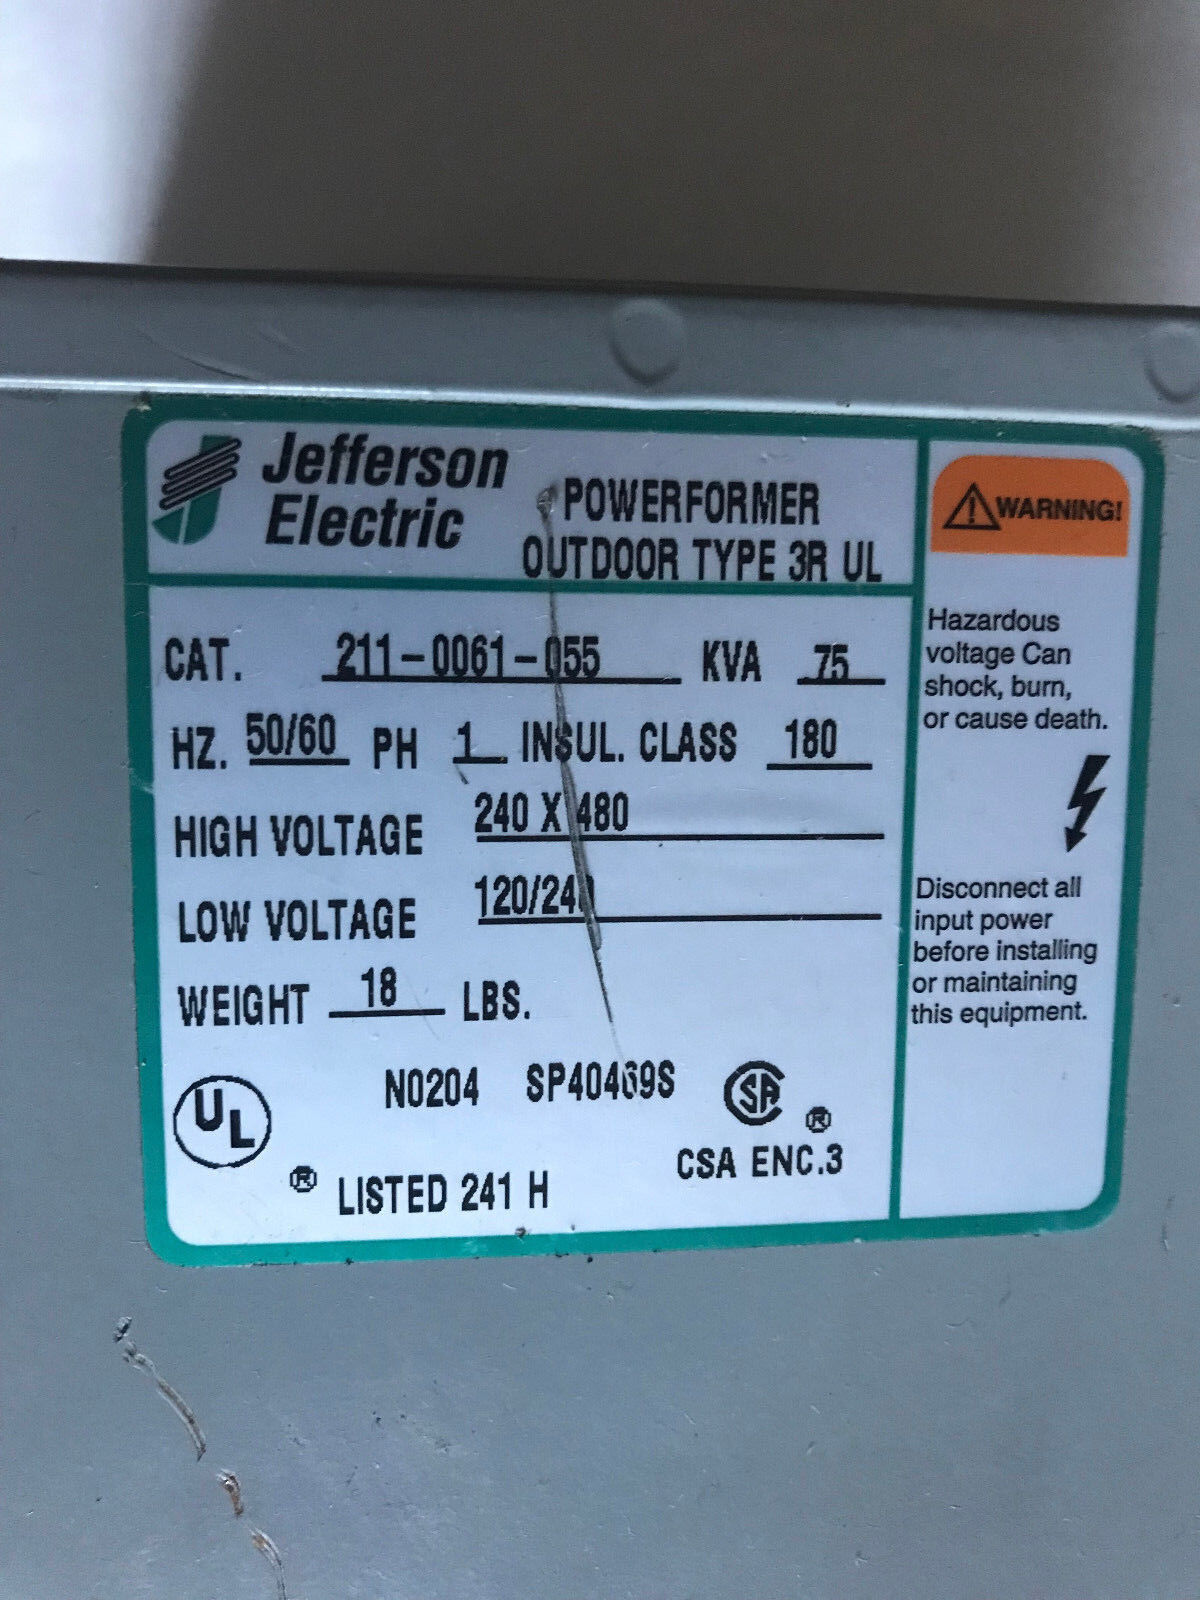 Jefferson
Electric
POWERFORMER
OUTDOOR TYPE 3R UL
CAT. 211-0061-055 KVA 75
HZ. 50/60 PH 1 INSUL. CLASS 180
HIGH VOLTAGE 240 X 480
LOW VOLTAGE 120/240
WEIGHT 18 LBS.
N0204 SP40469S
UL
® LISTED 241 H
CSA ®
CSA ENC.3
WARNING!
Hazardous
voltage Can
shock, burn,
or cause death.
Disconnect all
input power
before installing
or maintaining
this equipment.